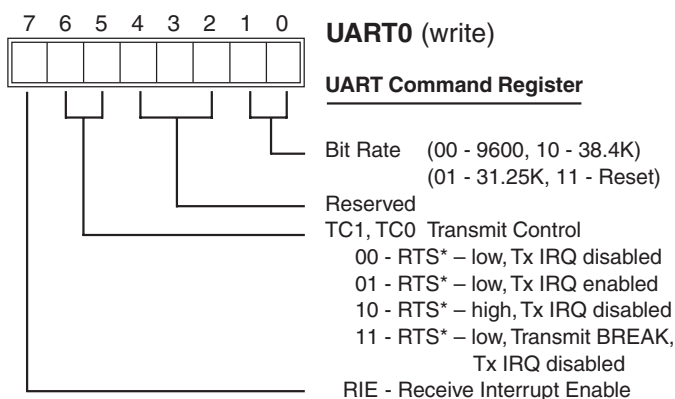 7 6 5 4 3 2 1 0
UART0 (write)
UART Command Register
Bit Rate (00 - 9600, 10 - 38.4K)
(01 - 31.25K, 11 - Reset)
Reserved
TC1, TC0 Transmit Control
00 - RTS* – low, Tx IRQ disabled
01 - RTS* – low, Tx IRQ enabled
10 - RTS* – high, Tx IRQ disabled
11 - RTS* – low, Transmit BREAK,
Tx IRQ disabled
RIE - Receive Interrupt Enable